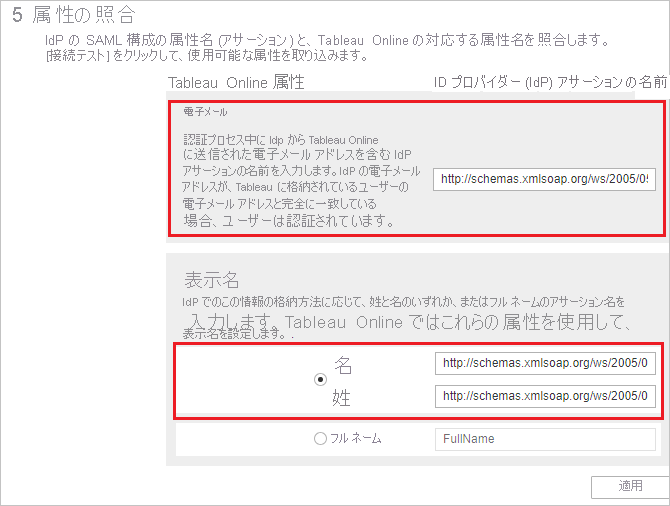 5 属性の照合
IdP の SAML 構成の属性名 (アサーション) と、Tableau Online の対応する属性名を照合します。
[接続テスト] をクリックして、使用可能な属性を取り込みます。
Tableau Online 属性
ID プロバイダー (IdP) アサーションの名前
電子メール
認証プロセス中に Idp から Tableau Online
に送信された電子メール アドレスを含む IdP
アサーションの名前を入力します。IdP の電子メール
アドレスが、Tableau に格納されているユーザーの
電子メール アドレスと完全に一致している
場合、ユーザーは認証されています。
http://schemas.xmlsoap.org/ws/2005/05
表示名
IdP でのこの情報の格納方法に応じて、姓と名のいずれか、またはフル ネームのアサーション名を
入力します。Tableau Online ではこれらの属性を使用して、
表示名を設定します。.
名
http://schemas.xmlsoap.org/ws/2005/0
姓
http://schemas.xmlsoap.org/ws/2005/0
フル ネーム
FullName
適用